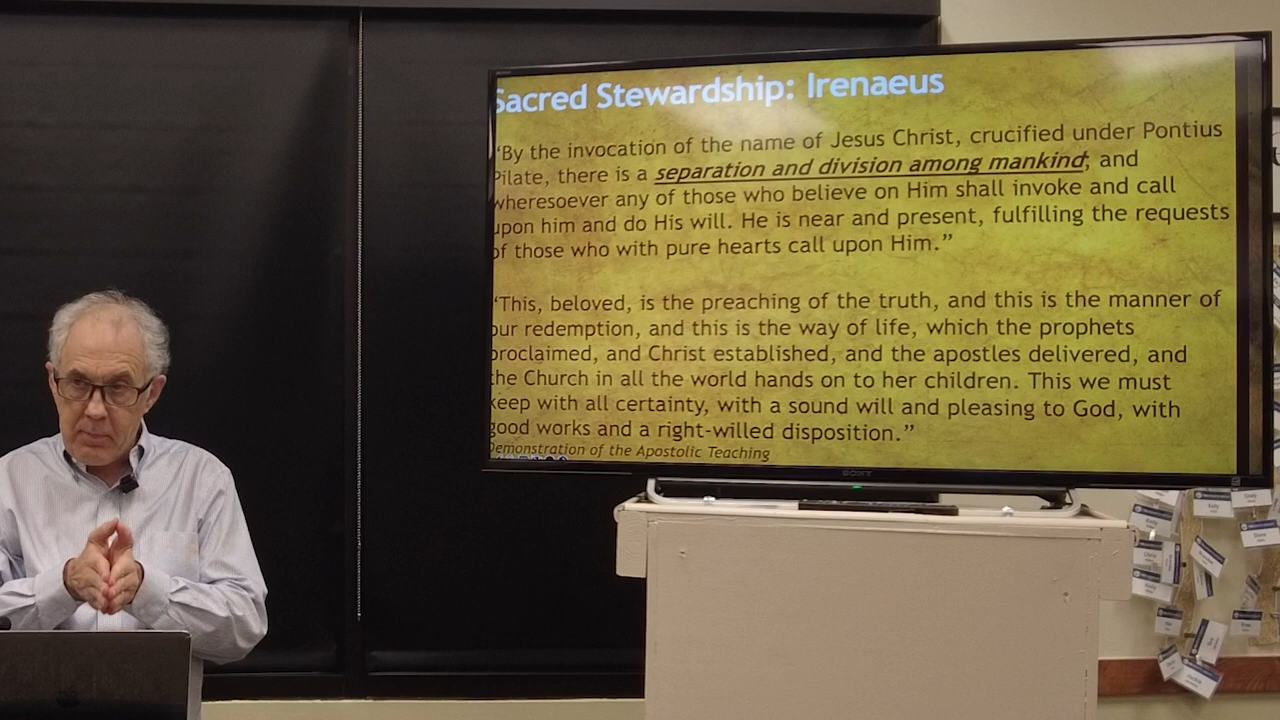 Sacred Stewardship: Irenaeus
“By the invocation of the name of Jesus Christ, crucified under Pontius
Pilate, there is a separation and division among mankind; and
wheresoever any of those who believe on Him shall invoke and call
upon him and do His will. He is near and present, fulfilling the requests
of those who with pure hearts call upon Him.”
“This, beloved, is the preaching of the truth, and this is the manner of
our redemption, and this is the way of life, which the prophets
proclaimed, and Christ established, and the apostles delivered, and
the Church in all the world hands on to her children. This we must
keep with all certainty, with a sound will and pleasing to God, with
good works and a right-willed disposition.”
Demonstration of the Apostolic Teaching
SONY